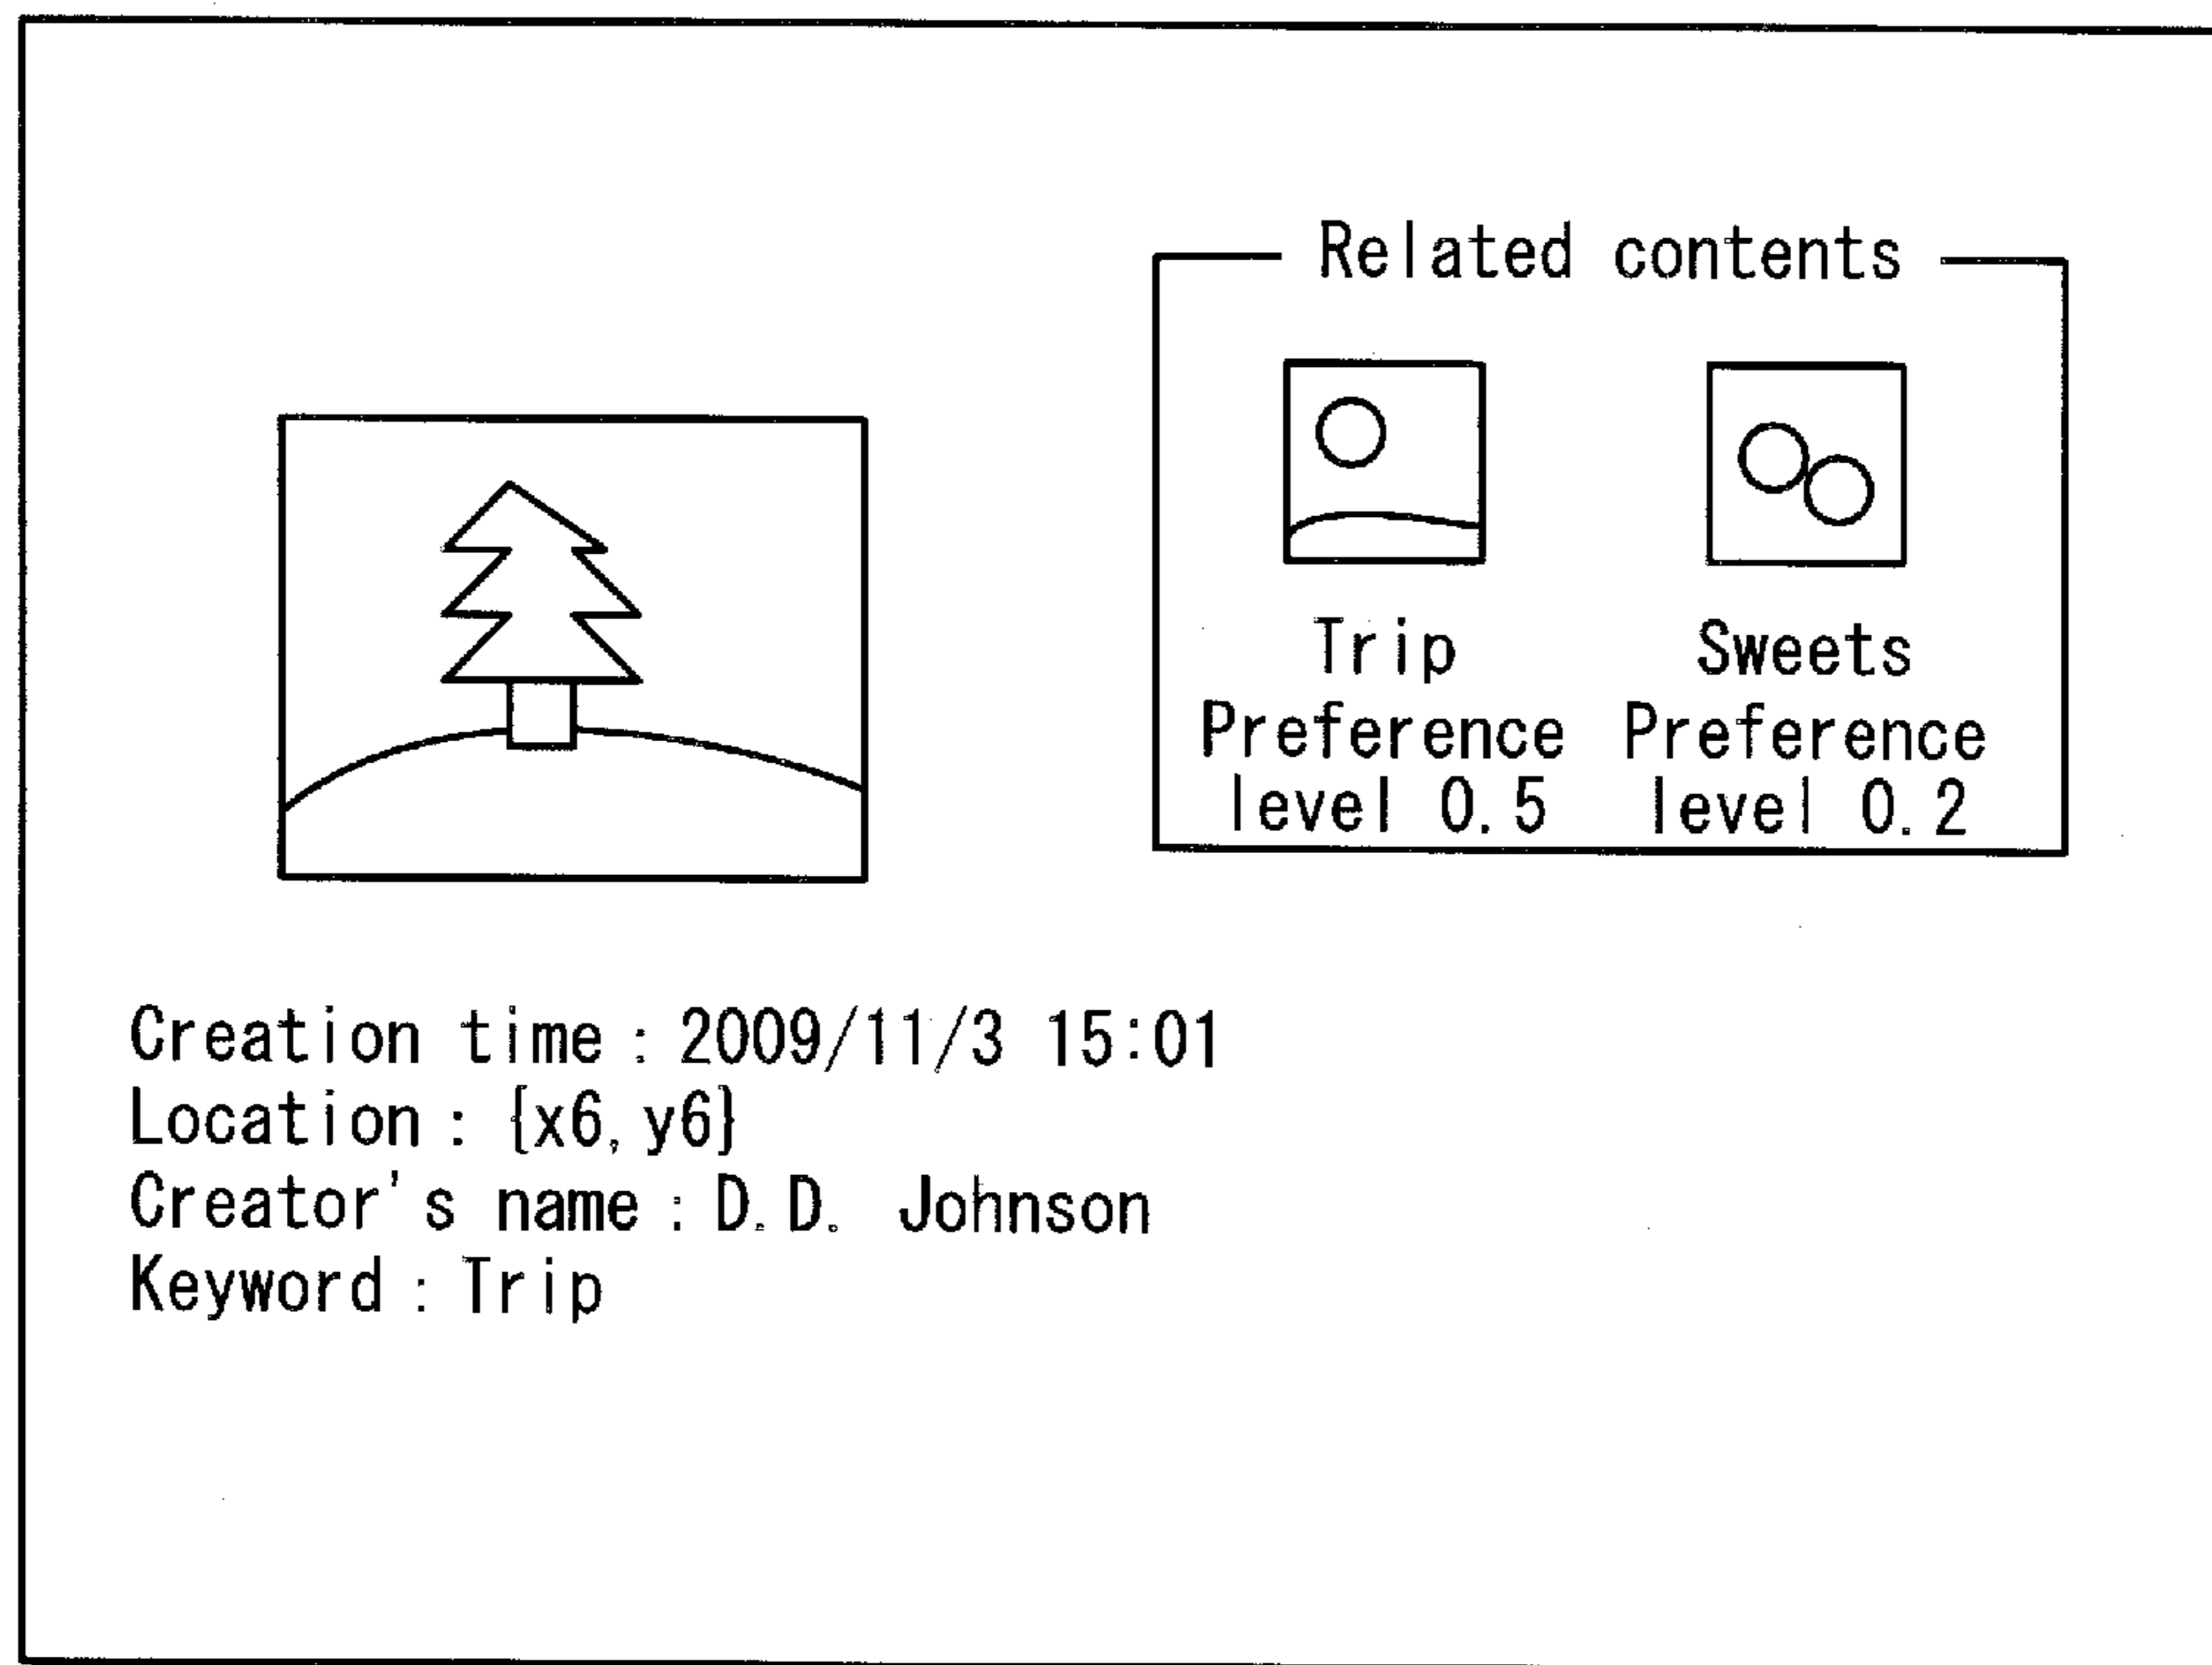 Related contents
Trip Sweets
Preference Preference
level 0.5 level 0.2
Creation time : 2009/11/3 15:01
Location : {x6, y6}
Creator's name : D.D. Johnson
Keyword : Trip